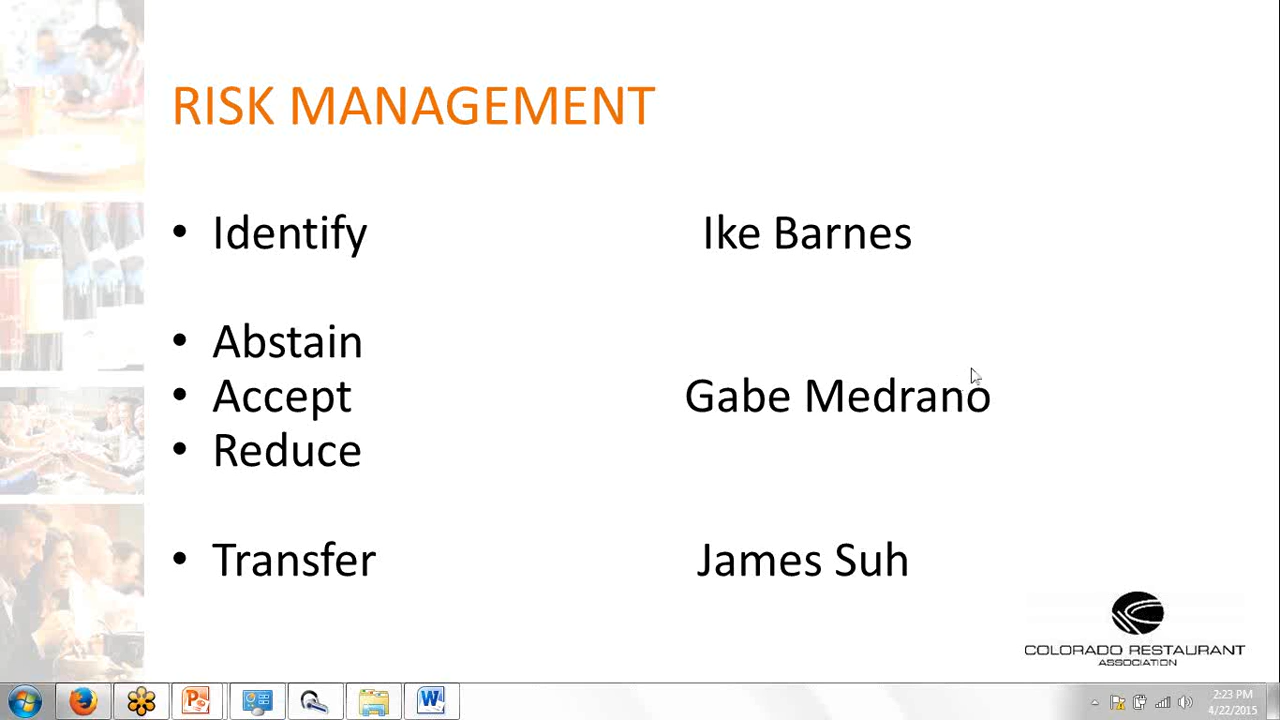 RISK MANAGEMENT
• Identify Ike Barnes
• Abstain
• Accept Gabe Medrano
• Reduce
• Transfer James Suh
COLORADO RESTAURANT
ASSOCIATION
2:23 PM
4/22/2015